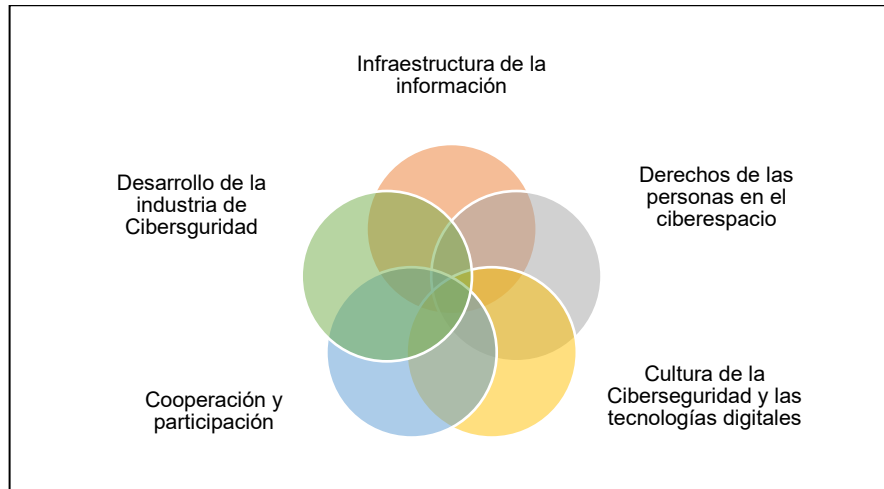 Infraestructura de la
información
Desarrollo de la
industria de
Cibersguridad
Derechos de las
personas en el
ciberespacio
Cooperación y
participación
Cultura de la
Ciberseguridad y las
tecnologías digitales